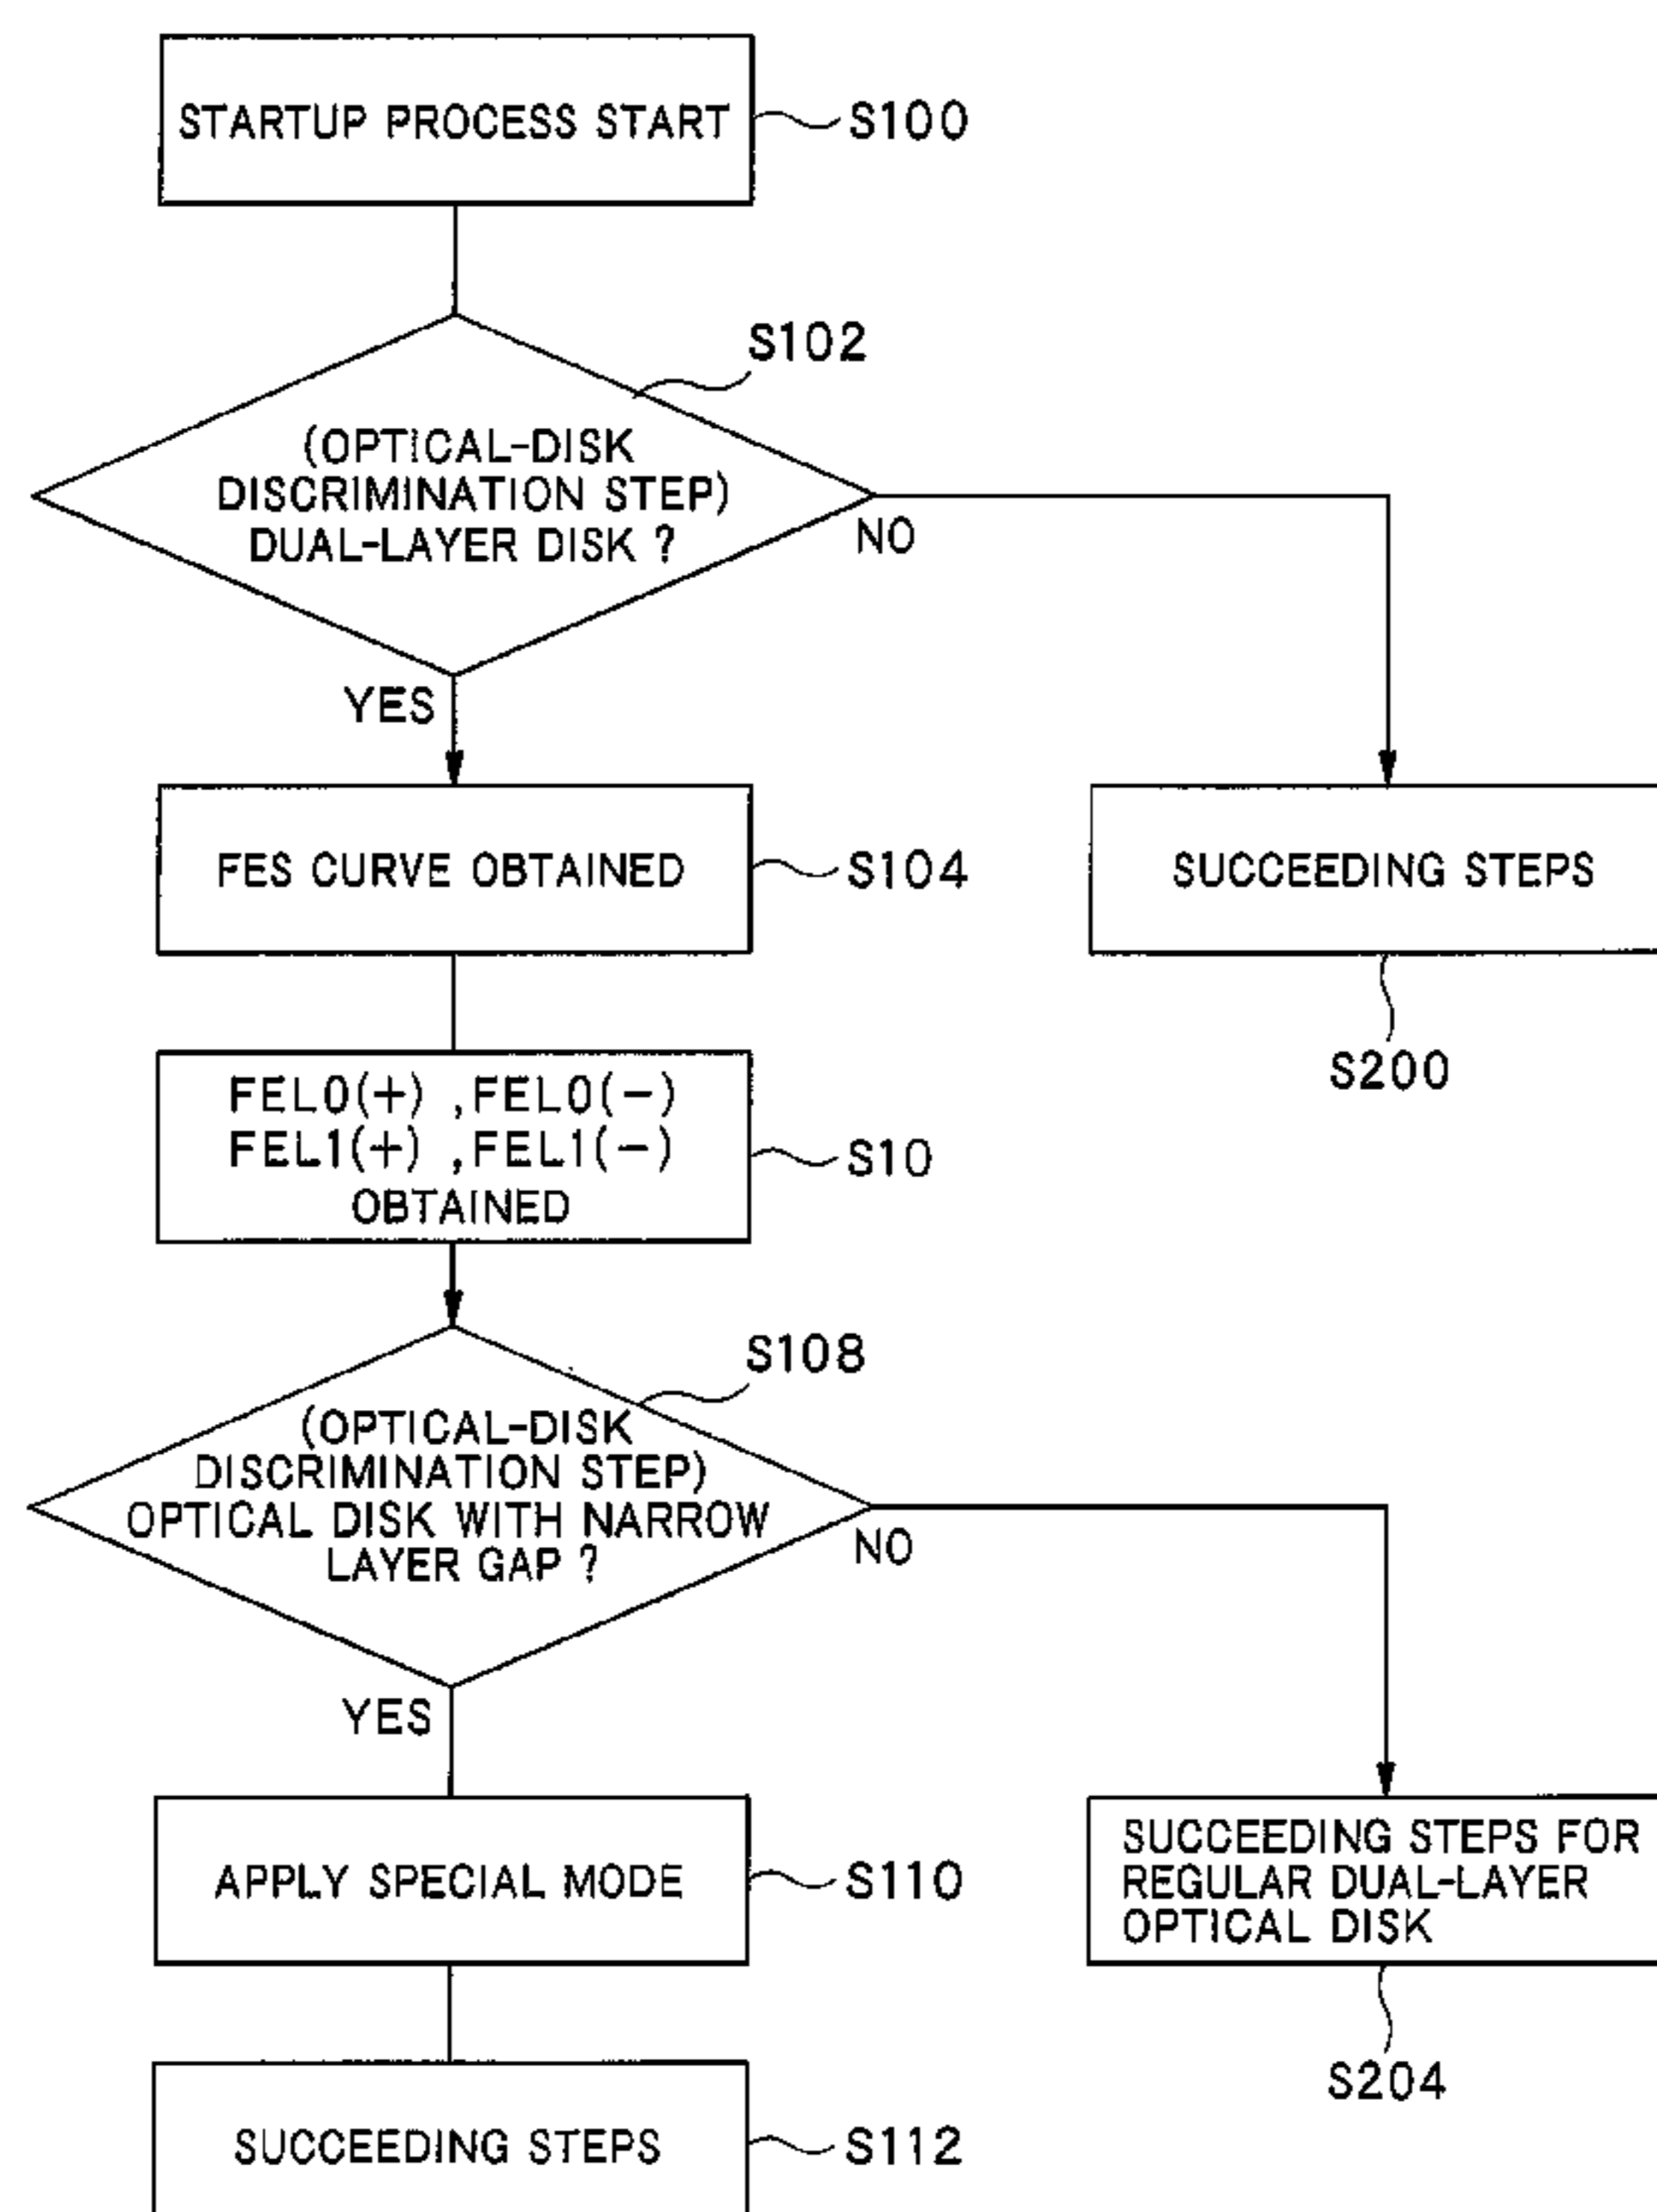 STARTUP PROCESS START
S100
S102
(OPTICAL-DISK
DISCRIMINATION STEP)
DUAL-LAYER DISK ?
NO
YES
FES CURVE OBTAINED
S104
SUCCEEDING STEPS
S200
FEL0(+) ,FEL0(-)
FEL1(+) ,FEL1(-)
OBTAINED
S10
S108
(OPTICAL-DISK
DISCRIMINATION STEP)
OPTICAL DISK WITH NARROW
LAYER GAP ?
NO
YES
APPLY SPECIAL MODE
S110
SUCCEEDING STEPS FOR
REGULAR DUAL-LAYER
OPTICAL DISK
S204
SUCCEEDING STEPS
S112